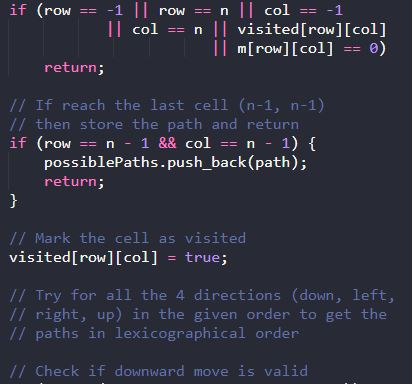 if (row == -1 || row == n || col == -1
|| col == n || visited[row][col]
|| m[row][col] == 0)
return;
// If reach the last cell (n-1, n-1)
// then store the path and return
if (row == n - 1 && col == n - 1) {
possiblePaths.push_back(path);
return;
}
// Mark the cell as visited
visited[row][col] = true;
// Try for all the 4 directions (down, left,
// right, up) in the given order to get the
// paths in lexicographical order
// Check if downward move is valid